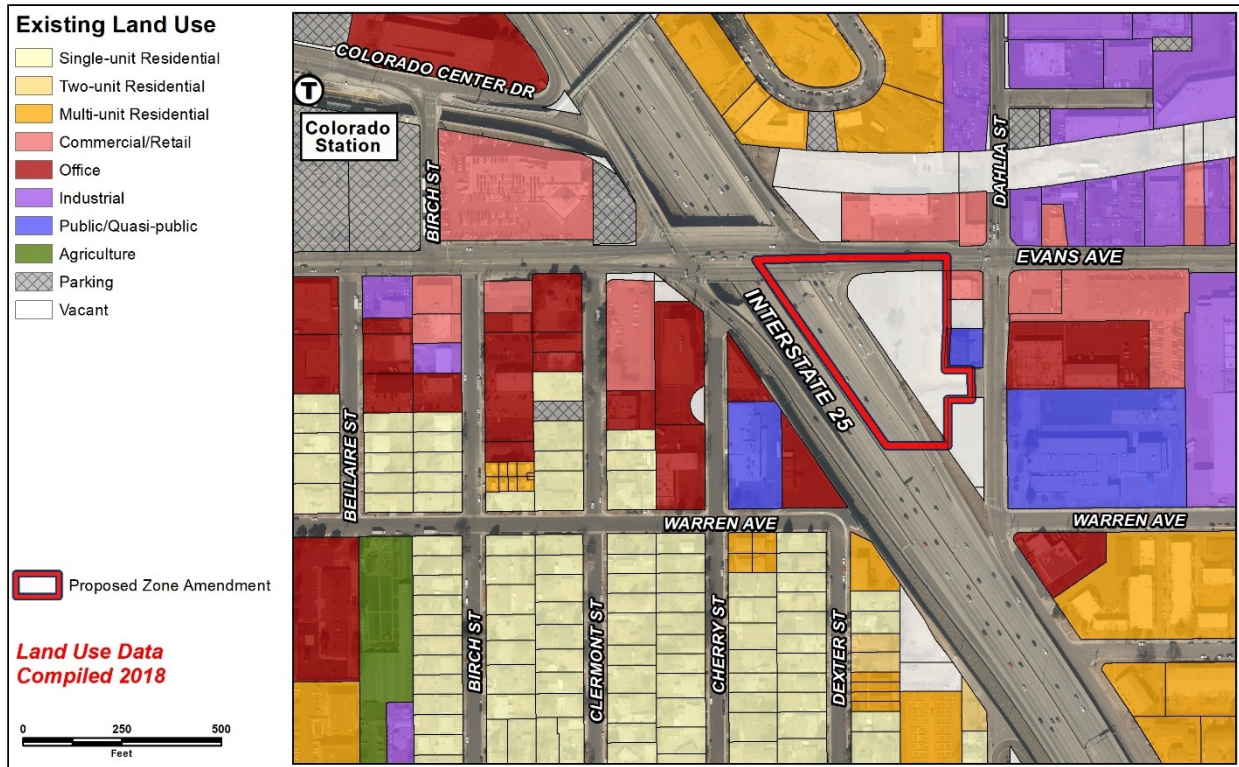 Existing Land Use
Single-unit Residential
Two-unit Residential
Multi-unit Residential
Commercial/Retail
Office
Industrial
Public/Quasi-public
Agriculture
Parking
Vacant
Proposed Zone Amendment
Land Use Data
Compiled 2018
0 250 500
Feet
COLORADO CENTER DR
T
Colorado
Station
BIRCH ST
DAHLIA ST
EVANS AVE
INTERSTATE 25
BELLAIRE ST
WARREN AVE
WARREN AVE
BIRCH ST
CLERMONT ST
CHERRY ST
DEXTER ST